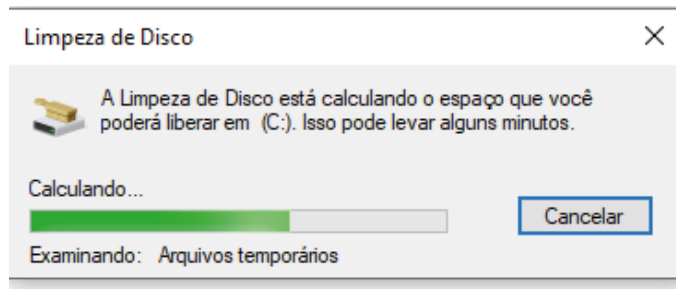 Limpeza de Disco
A Limpeza de Disco está calculando o espaço que você
poderá liberar em  (C:). Isso pode levar alguns minutos.
Calculando...
Cancelar
Examinando:   Arquivos temporários